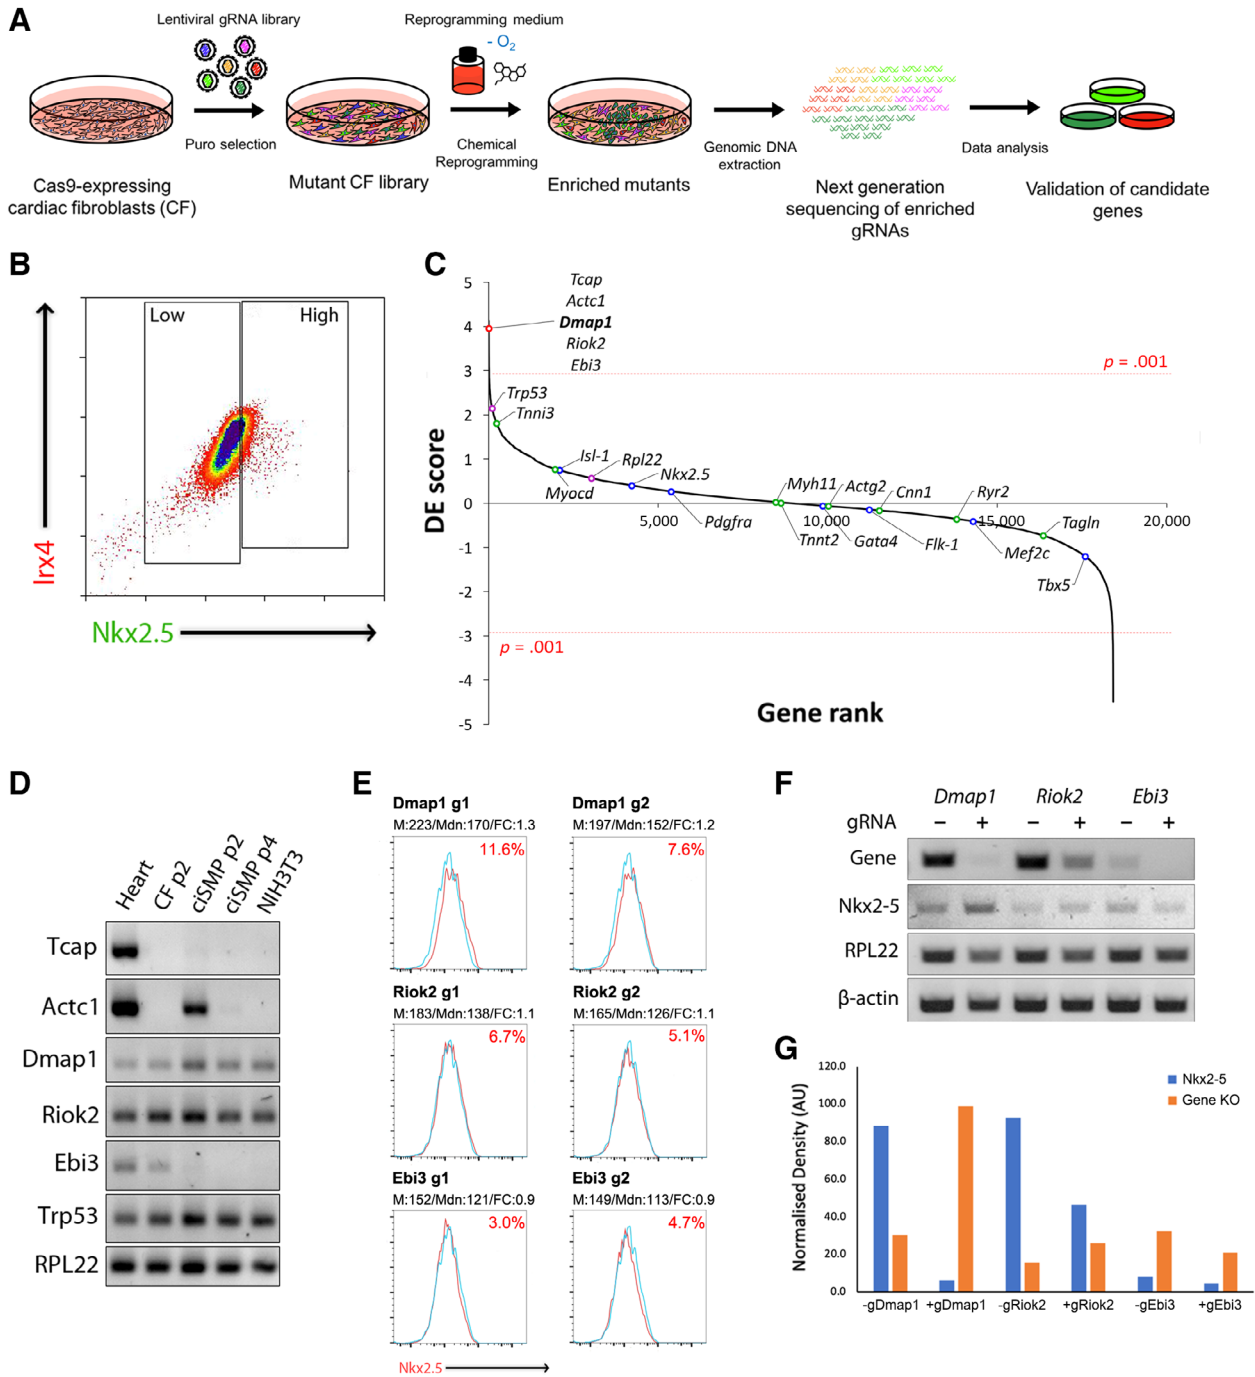 A
Lentiviral gRNA library
Reprogramming medium
- O2
Puro selection
Chemical
Reprogramming
Genomic DNA
extraction
Data analysis
Cas9-expressing
cardiac fibroblasts (CF)
Mutant CF library
Enriched mutants
Next generation
sequencing of enriched
gRNAs
Validation of candidate
genes
B
Low
High
Irx4
Nkx2.5
C
DE score
5
4
3
2
1
0
-1
-2
-3
-4
-5
Tcap
Actc1
Dmap1
Riok2
Ebi3
p = .001
Trp53
Tnni3
Isl-1
Myocd
Rpl22
Nkx2.5
Pdgfra
Myh11
Tnnt2
Actg2
Gata4
Cnn1
Flk-1
Ryr2
Mef2c
Tagln
Tbx5
5,000
10,000
15,000
20,000
p = .001
Gene rank
D
Heart
CF p2
ciSMP p2
ciSMP p4
NIH3T3
Tcap
Actc1
Dmap1
Riok2
Ebi3
Trp53
RPL22
E
Dmap1 g1
M:223/Mdn:170/FC:1.3
11.6%
Dmap1 g2
M:197/Mdn:152/FC:1.2
7.6%
Riok2 g1
M:183/Mdn:138/FC:1.1
6.7%
Riok2 g2
M:165/Mdn:126/FC:1.1
5.1%
Ebi3 g1
M:152/Mdn:121/FC:0.9
3.0%
Ebi3 g2
M:149/Mdn:113/FC:0.9
4.7%
Nkx2.5
F
Dmap1 Riok2 Ebi3
gRNA − + − + − +
Gene
Nkx2-5
RPL22
β-actin
G
Normalised Density (AU)
120.0
100.0
80.0
60.0
40.0
20.0
0.0
Nkx2-5
Gene KO
-gDmap1 +gDmap1 -gRiok2 +gRiok2 -gEbi3 +gEbi3